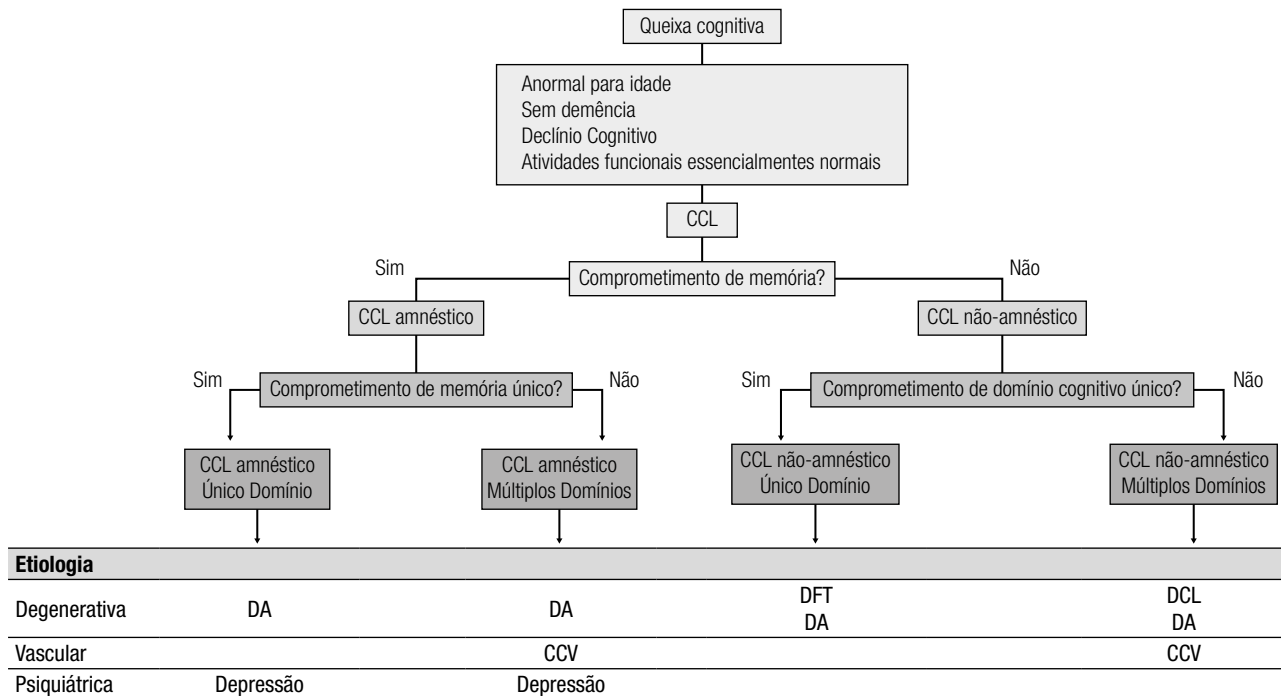 Queixa cognitiva
Anormal para idade
Sem demência
Declínio Cognitivo
Atividades funcionais essencialmentes normais
CCL
Sim
Comprometimento de memória?
Não
CCL amnéstico
CCL não-amnéstico
Sim
Comprometimento de memória único?
Não
Sim
Comprometimento de domínio cognitivo único?
Não
CCL amnéstico
Único Domínio
CCL amnéstico
Múltiplos Domínios
CCL não-amnéstico
Único Domínio
CCL não-amnéstico
Múltiplos Domínios
Etiologia
Degenerativa
DA
DA
DFT
DA
DCL
DA
Vascular
CCV
CCV
Psiquiátrica
Depressão
Depressão